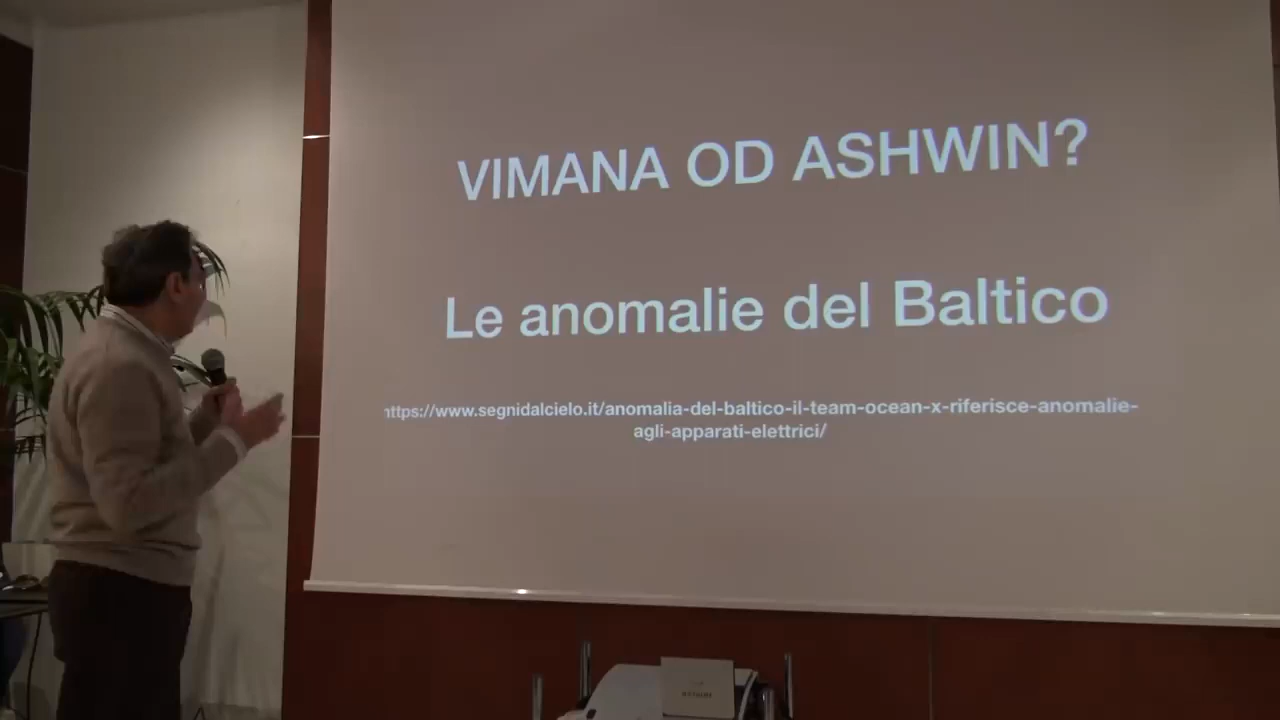 VIMANA OD ASHWIN?
Le anomalie del Baltico
https://www.segnidalcielo.it/anomalia-del-baltico-il-team-ocean-x-riferisce-anomalie-
agli-apparati-elettrici/